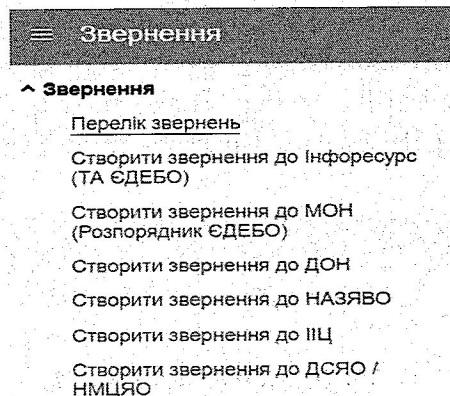 Звернення
Звернення
Перелік звернень
Створити звернення до Інфоресурс
(ТА ЄДЕБО)
Створити звернення до МОН
(Розпорядник ЄДЕБО)
Створити звернення до ДОН
Створити звернення до НАЗЯВО
Створити звернення до ІІЦ
Створити звернення до ДСЯО /
НМЦЯО